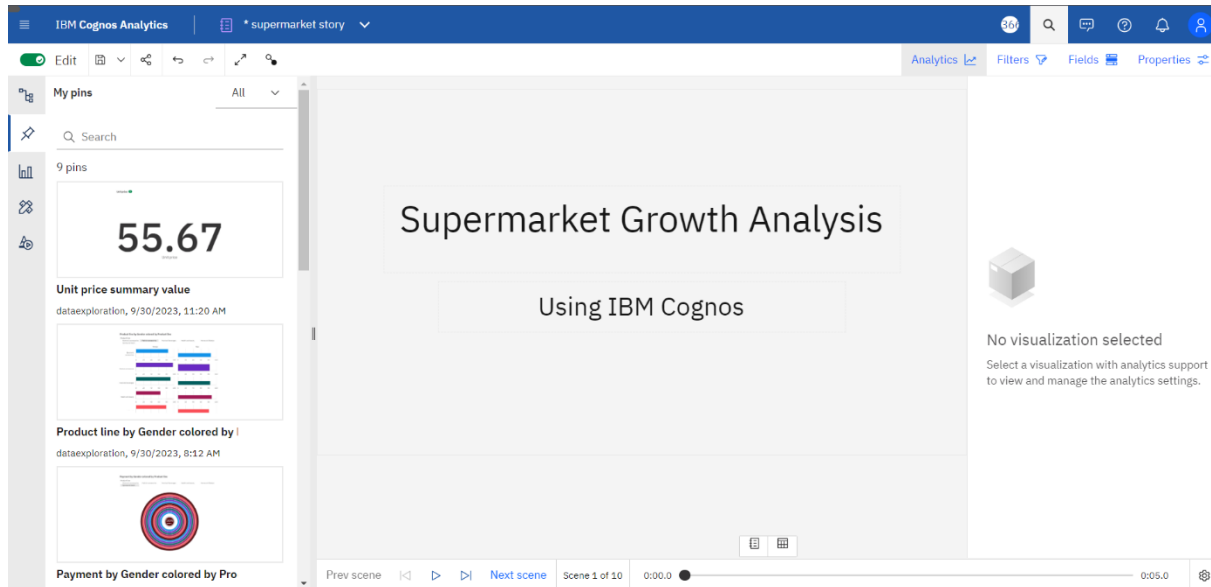 IBM Cognos Analytics
* supermarket story
Edit
Analytics
Filters
Fields
Properties
My pins
All
Search
9 pins
55.67
Unit price summary value
dataexploration, 9/30/2023, 11:20 AM
Product line by Gender colored by
dataexploration, 9/30/2023, 8:12 AM
Payment by Gender colored by Pro
Supermarket Growth Analysis
Using IBM Cognos
No visualization selected
Select a visualization with analytics support
to view and manage the analytics settings.
Prev scene
Next scene
Scene 1 of 10
0:00.0
0:05.0